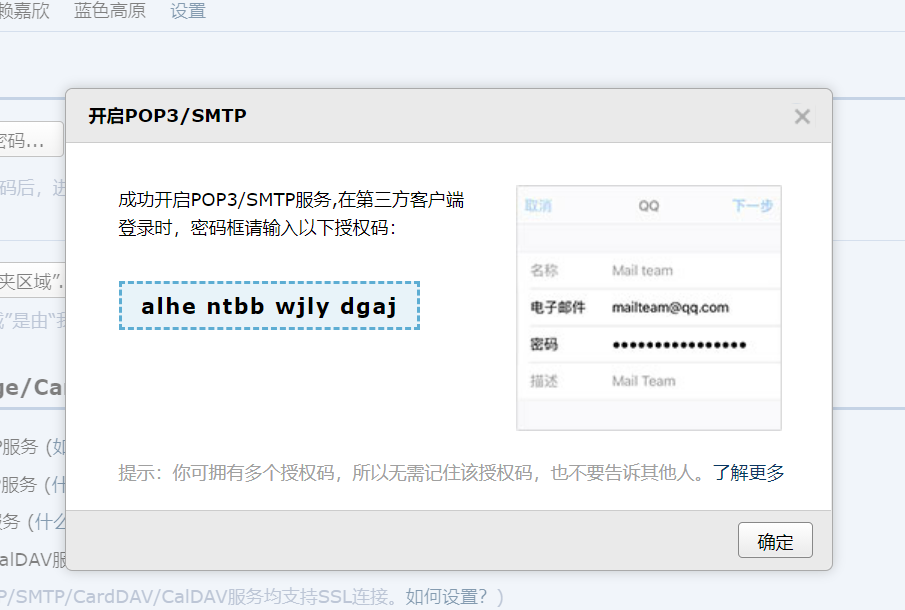 赖嘉欣 蓝色高原 设置
开启POP3/SMTP
密码...
码后，进
成功开启POP3/SMTP服务,在第三方客户端
登录时，密码框请输入以下授权码：
alhe ntbb wjly dgaj
取消 QQ 下一步
名称 Mail team
电子邮件 mailteam@qq.com
密码 ••••••••••••••••
描述 Mail Team
夹区域”.
”是由“我
ge/Car
P服务 (如
P服务 (什
服务 (什么
alDAV服
提示：你可拥有多个授权码，所以无需记住该授权码，也不要告诉其他人。了解更多
确定
P/SMTP/CardDAV/CalDAV服务均支持SSL连接。如何设置？)